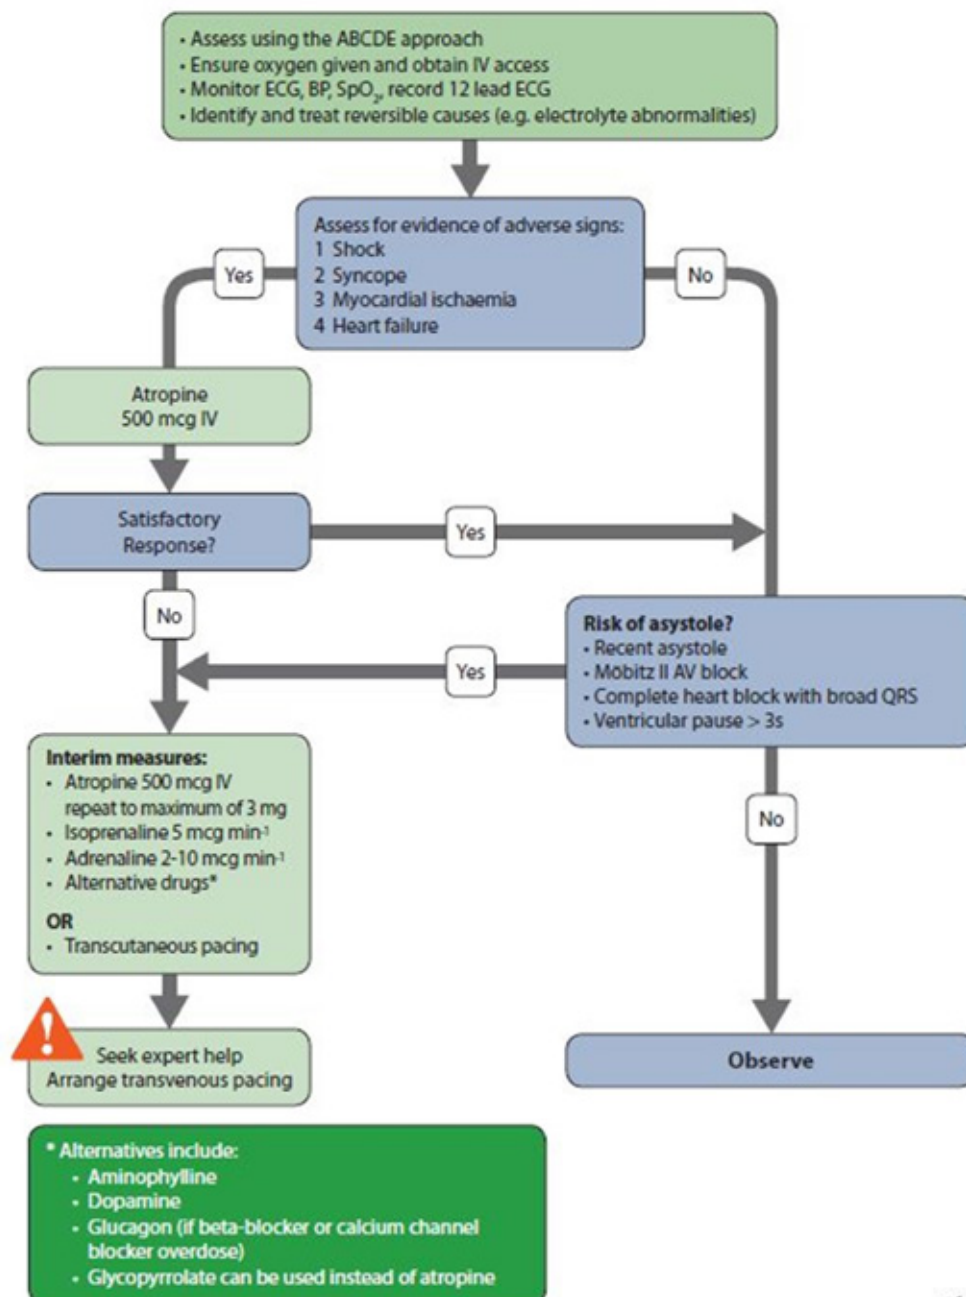 • Assess using the ABCDE approach
• Ensure oxygen given and obtain IV access
• Monitor ECG, BP, SpO₂, record 12 lead ECG
• Identify and treat reversible causes (e.g. electrolyte abnormalities)
Assess for evidence of adverse signs:
1 Shock
2 Syncope
3 Myocardial ischaemia
4 Heart failure
Yes
No
Atropine
500 mcg IV
Satisfactory
Response?
Yes
No
Risk of asystole?
• Recent asystole
• Mobitz II AV block
• Complete heart block with broad QRS
• Ventricular pause > 3s
Yes
Interim measures:
• Atropine 500 mcg IV
repeat to maximum of 3 mg
• Isoprenaline 5 mcg min-1
• Adrenaline 2-10 mcg min-1
• Alternative drugs*
OR
• Transcutaneous pacing
No
!
Seek expert help
Arrange transvenous pacing
Observe
* Alternatives include:
• Aminophylline
• Dopamine
• Glucagon (if beta-blocker or calcium channel
blocker overdose)
• Glycopyrrolate can be used instead of atropine